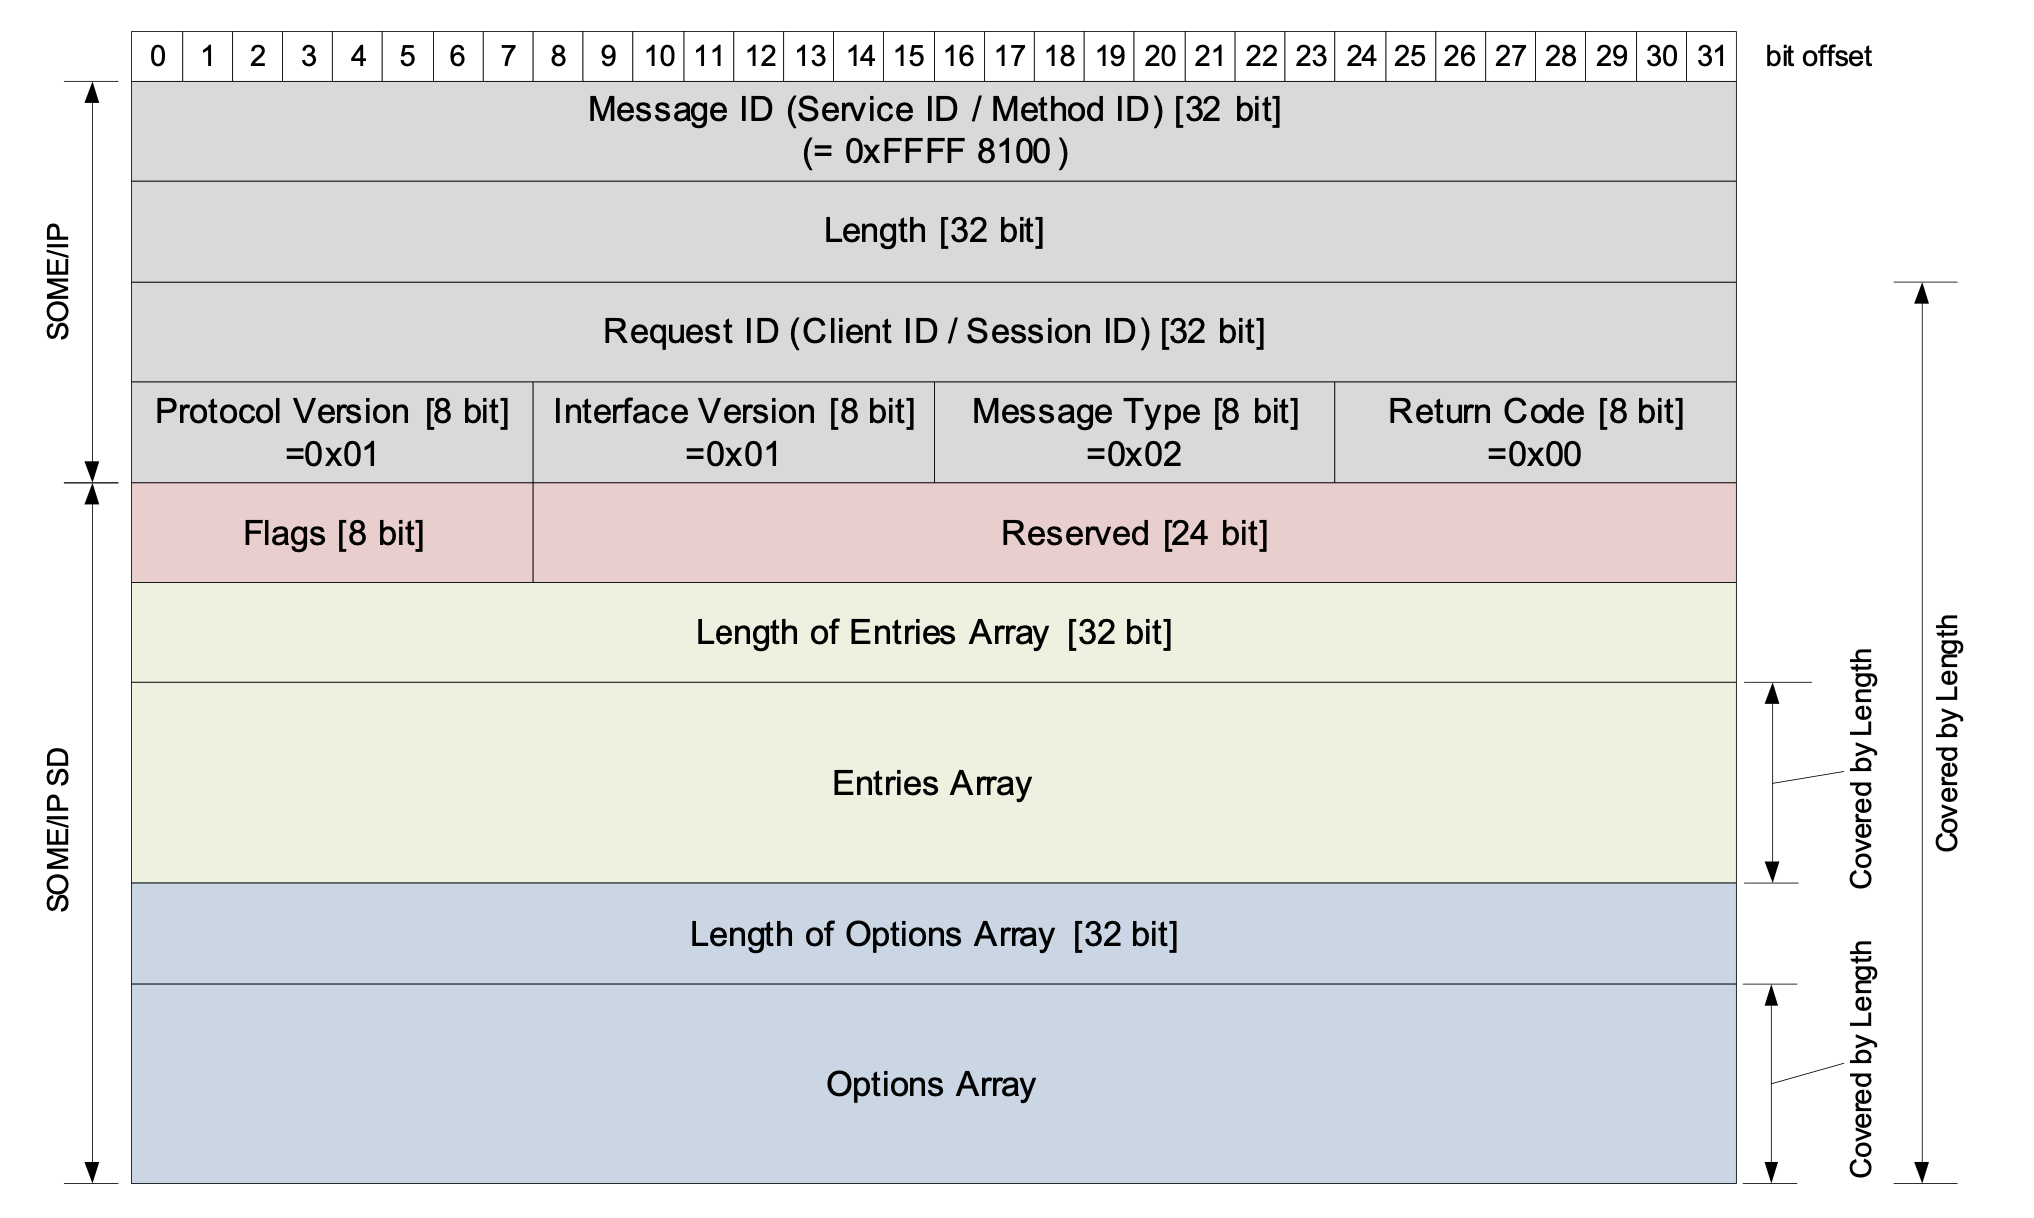 0 1 2 3 4 5 6 7 8 9 10 11 12 13 14 15 16 17 18 19 20 21 22 23 24 25 26 27 28 29 30 31 bit offset
Message ID (Service ID / Method ID) [32 bit]
(= 0xFFFF 8100 )
Length [32 bit]
Request ID (Client ID / Session ID) [32 bit]
Protocol Version [8 bit]
=0x01
Interface Version [8 bit]
=0x01
Message Type [8 bit]
=0x02
Return Code [8 bit]
=0x00
Flags [8 bit]
Reserved [24 bit]
Length of Entries Array [32 bit]
Entries Array
Length of Options Array [32 bit]
Options Array
SOME/IP
SOME/IP SD
Covered by Length
Covered by Length
Covered by Length